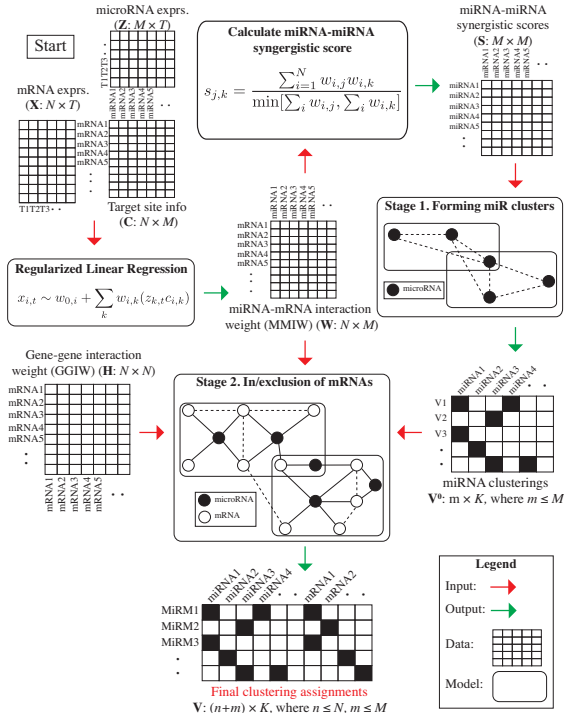 Start
microRNA exprs.
(Z: M × T)
T1T2T3 · ·
mRNA exprs.
(X: N × T)
miRNA1
miRNA2
miRNA3
miRNA4
miRNA5
· ·
mRNA1
mRNA2
mRNA3
mRNA4
mRNA5
T1T2T3 · ·
Target site info
(C: N × M)
Calculate miRNA-miRNA
syngergistic score
s_{j,k} = \frac{\sum_{i=1}^{N} w_{i,j} w_{i,k}}{\min[\sum_i w_{i,j}, \sum_i w_{i,k}]}
miRNA-miRNA
synergistic scores
(S: M × M)
miRNA1
miRNA2
miRNA3
miRNA4
miRNA5
· ·
miRNA1
miRNA2
miRNA3
miRNA4
miRNA5
Regularized Linear Regression
x_{i,t} ∼ w_{0,i} + \sum_k w_{i,k}(z_{k,t}c_{i,k})
miRNA1
miRNA2
miRNA3
miRNA4
miRNA5
· ·
mRNA1
mRNA2
mRNA3
mRNA4
mRNA5
miRNA-mRNA interaction
weight (MMIW) (W: N × M)
Stage 1. Forming miR clusters
microRNA
Gene-gene interaction
weight (GGIW) (H: N × N)
mRNA1
mRNA2
mRNA3
mRNA4
mRNA5
mRNA1
mRNA2
mRNA3
mRNA4
mRNA5
· ·
Stage 2. In/exclusion of mRNAs
microRNA
mRNA
miRNA1
miRNA2
miRNA3
miRNA4
· ·
V1
V2
V3
miRNA clusterings
V⁰: m × K, where m ≤ M
miRNA1
miRNA2
miRNA3
miRNA4
· ·
mRNA1
mRNA2
· ·
MiRM1
MiRM2
MiRM3
Final clustering assignments
V: (n+m) × K, where n ≤ N, m ≤ M
Legend
Input:
Output:
Data:
Model: